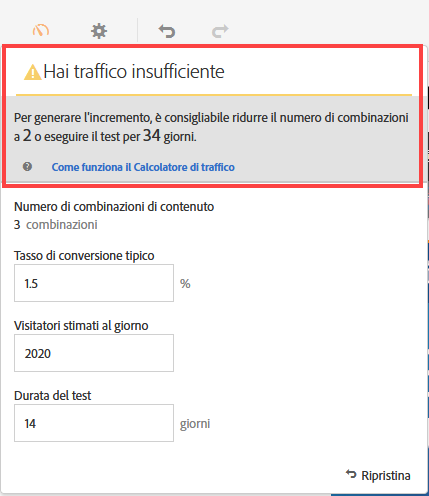 Hai traffico insufficiente
Per generare l'incremento, è consigliabile ridurre il numero di combinazioni
a 2 o eseguire il test per 34 giorni.
Come funziona il Calcolatore di traffico
Numero di combinazioni di contenuto
3 combinazioni
Tasso di conversione tipico
1.5 %
Visitatori stimati al giorno
2020
Durata del test
14 giorni
Ripristina